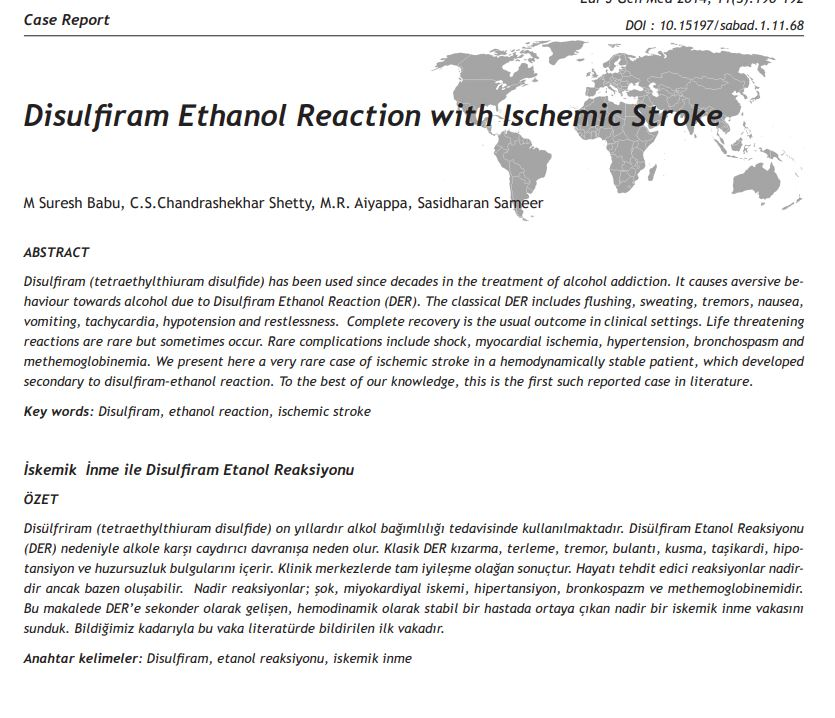 Case Report
DOI : 10.15197/sabad.1.11.68
Disulfiram Ethanol Reaction with Ischemic Stroke
M Suresh Babu, C.S.Chandrashekhar Shetty, M.R. Aiyappa, Sasidharan Sameer
ABSTRACT
Disulfiram (tetraethylthiuram disulfide) has been used since decades in the treatment of alcohol addiction. It causes aversive be-
haviour towards alcohol due to Disulfiram Ethanol Reaction (DER). The classical DER includes flushing, sweating, tremors, nausea,
vomiting, tachycardia, hypotension and restlessness. Complete recovery is the usual outcome in clinical settings. Life threatening
reactions are rare but sometimes occur. Rare complications include shock, myocardial ischemia, hypertension, bronchospasm and
methemoglobinemia. We present here a very rare case of ischemic stroke in a hemodynamically stable patient, which developed
secondary to disulfiram-ethanol reaction. To the best of our knowledge, this is the first such reported case in literature.
Key words: Disulfiram, ethanol reaction, ischemic stroke
İskemik İnme ile Disulfiram Etanol Reaksiyonu
ÖZET
Disülfriram (tetraethylthiuram disulfide) on yıllardır alkol bağımlılığı tedavisinde kullanılmaktadır. Disülfiram Etanol Reaksiyonu
(DER) nedeniyle alkole karşı caydırıcı davranışa neden olur. Klasik DER kızarma, terleme, tremor, bulantı, kusma, taşikardi, hipo-
tansiyon ve huzursuzluk bulgularını içerir. Klinik merkezlerde tam iyileşme olağan sonuçtur. Hayatı tehdit edici reaksiyonlar nadir-
dir ancak bazen oluşabilir. Nadir reaksiyonlar; şok, miyokardiyal iskemi, hipertansiyon, bronkospazm ve methemoglobinemidir.
Bu makalede DER’e sekonder olarak gelişen, hemodinamik olarak stabil bir hastada ortaya çıkan nadir bir iskemik inme vakasını
sunduk. Bildiğimiz kadarıyla bu vaka literatürde bildirilen ilk vakadır.
Anahtar kelimeler: Disulfiram, etanol reaksiyonu, iskemik inme